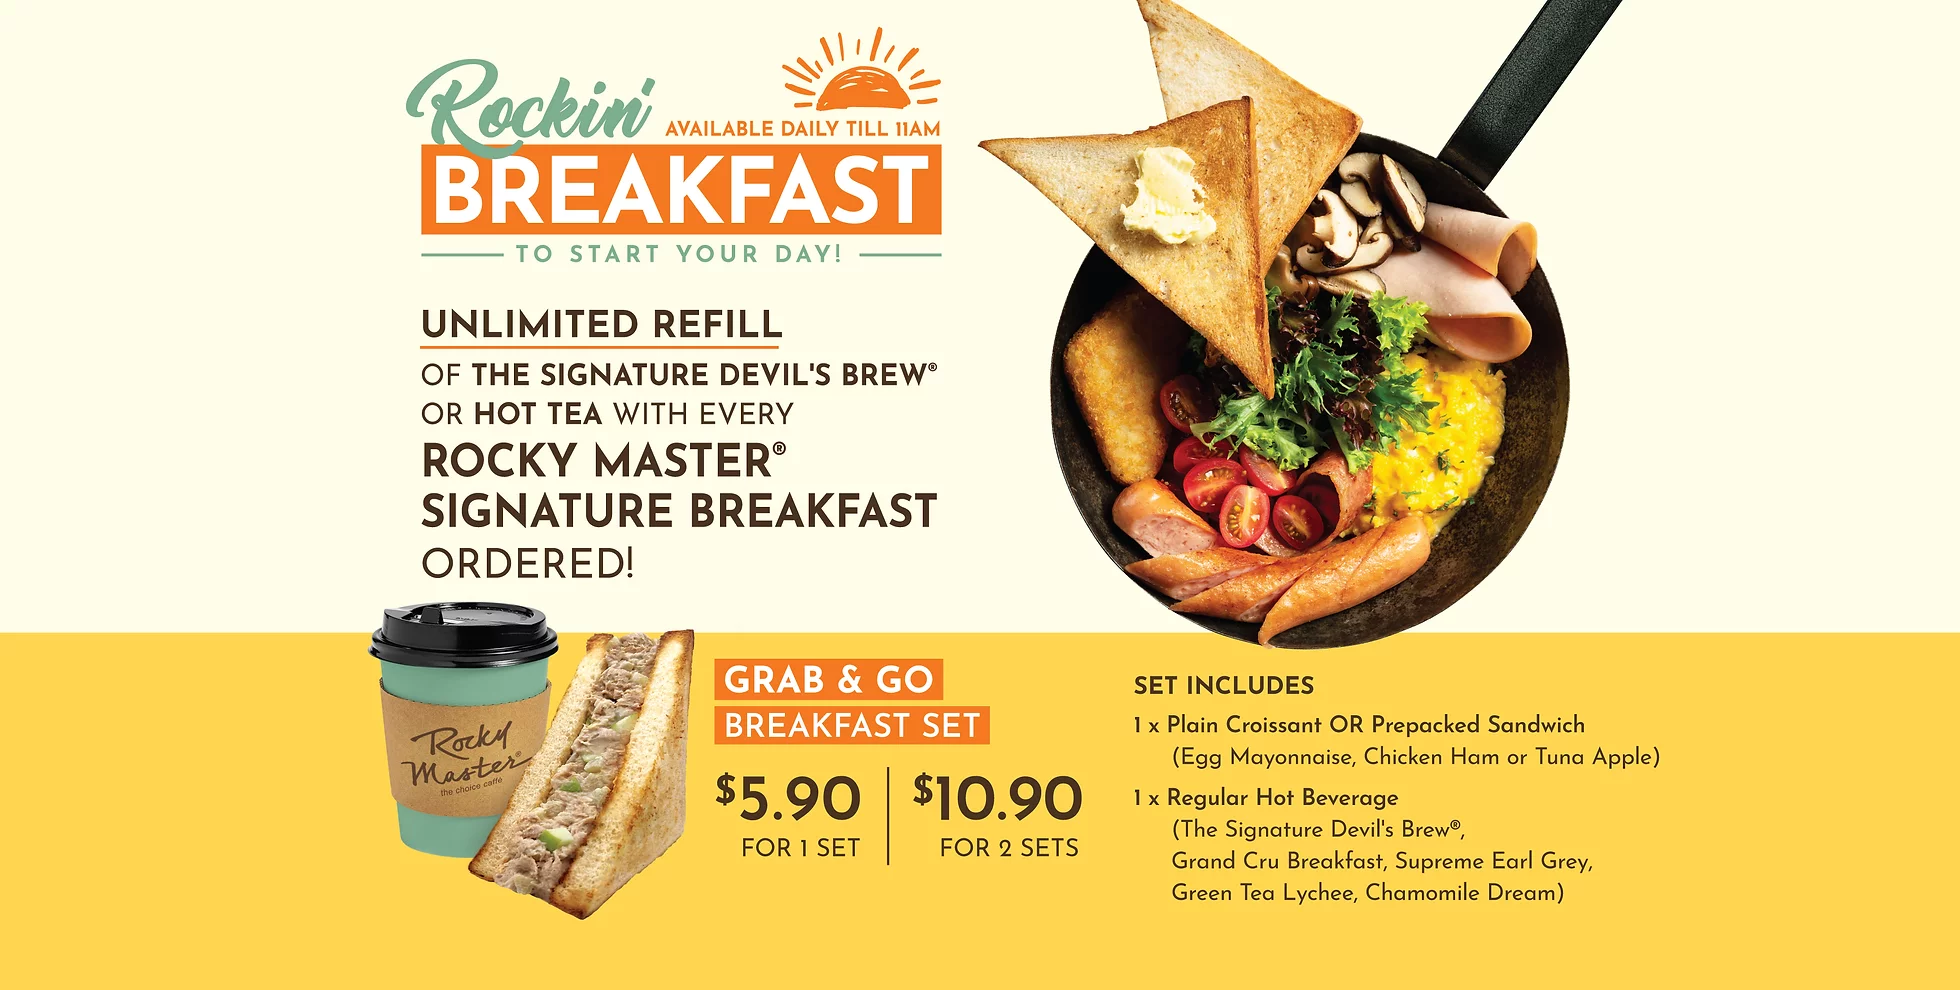 Rockin'
AVAILABLE DAILY TILL 11AM
BREAKFAST
TO START YOUR DAY!
UNLIMITED REFILL
OF THE SIGNATURE DEVIL'S BREW®
OR HOT TEA WITH EVERY
ROCKY MASTER®
SIGNATURE BREAKFAST
ORDERED!
Rocky
Master®
the choice caffé
GRAB & GO
BREAKFAST SET
$5.90
FOR 1 SET
$10.90
FOR 2 SETS
SET INCLUDES
1 x Plain Croissant OR Prepacked Sandwich
(Egg Mayonnaise, Chicken Ham or Tuna Apple)
1 x Regular Hot Beverage
(The Signature Devil's Brew®,
Grand Cru Breakfast, Supreme Earl Grey,
Green Tea Lychee, Chamomile Dream)